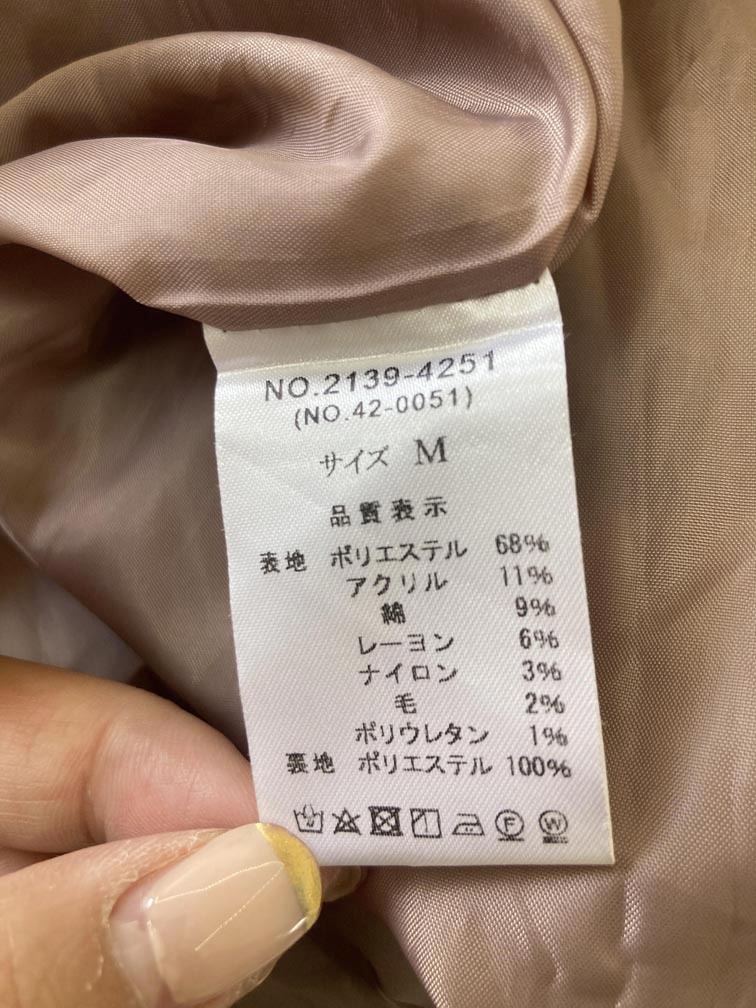 NO.2139-4251
(NO.42-0051)
サイズ M
品質表示
表地 ポリエステル 68%
アクリル 11%
綿 9%
レーヨン 6%
ナイロン 3%
毛 2%
ポリウレタン 1%
裏地 ポリエステル 100%
F W